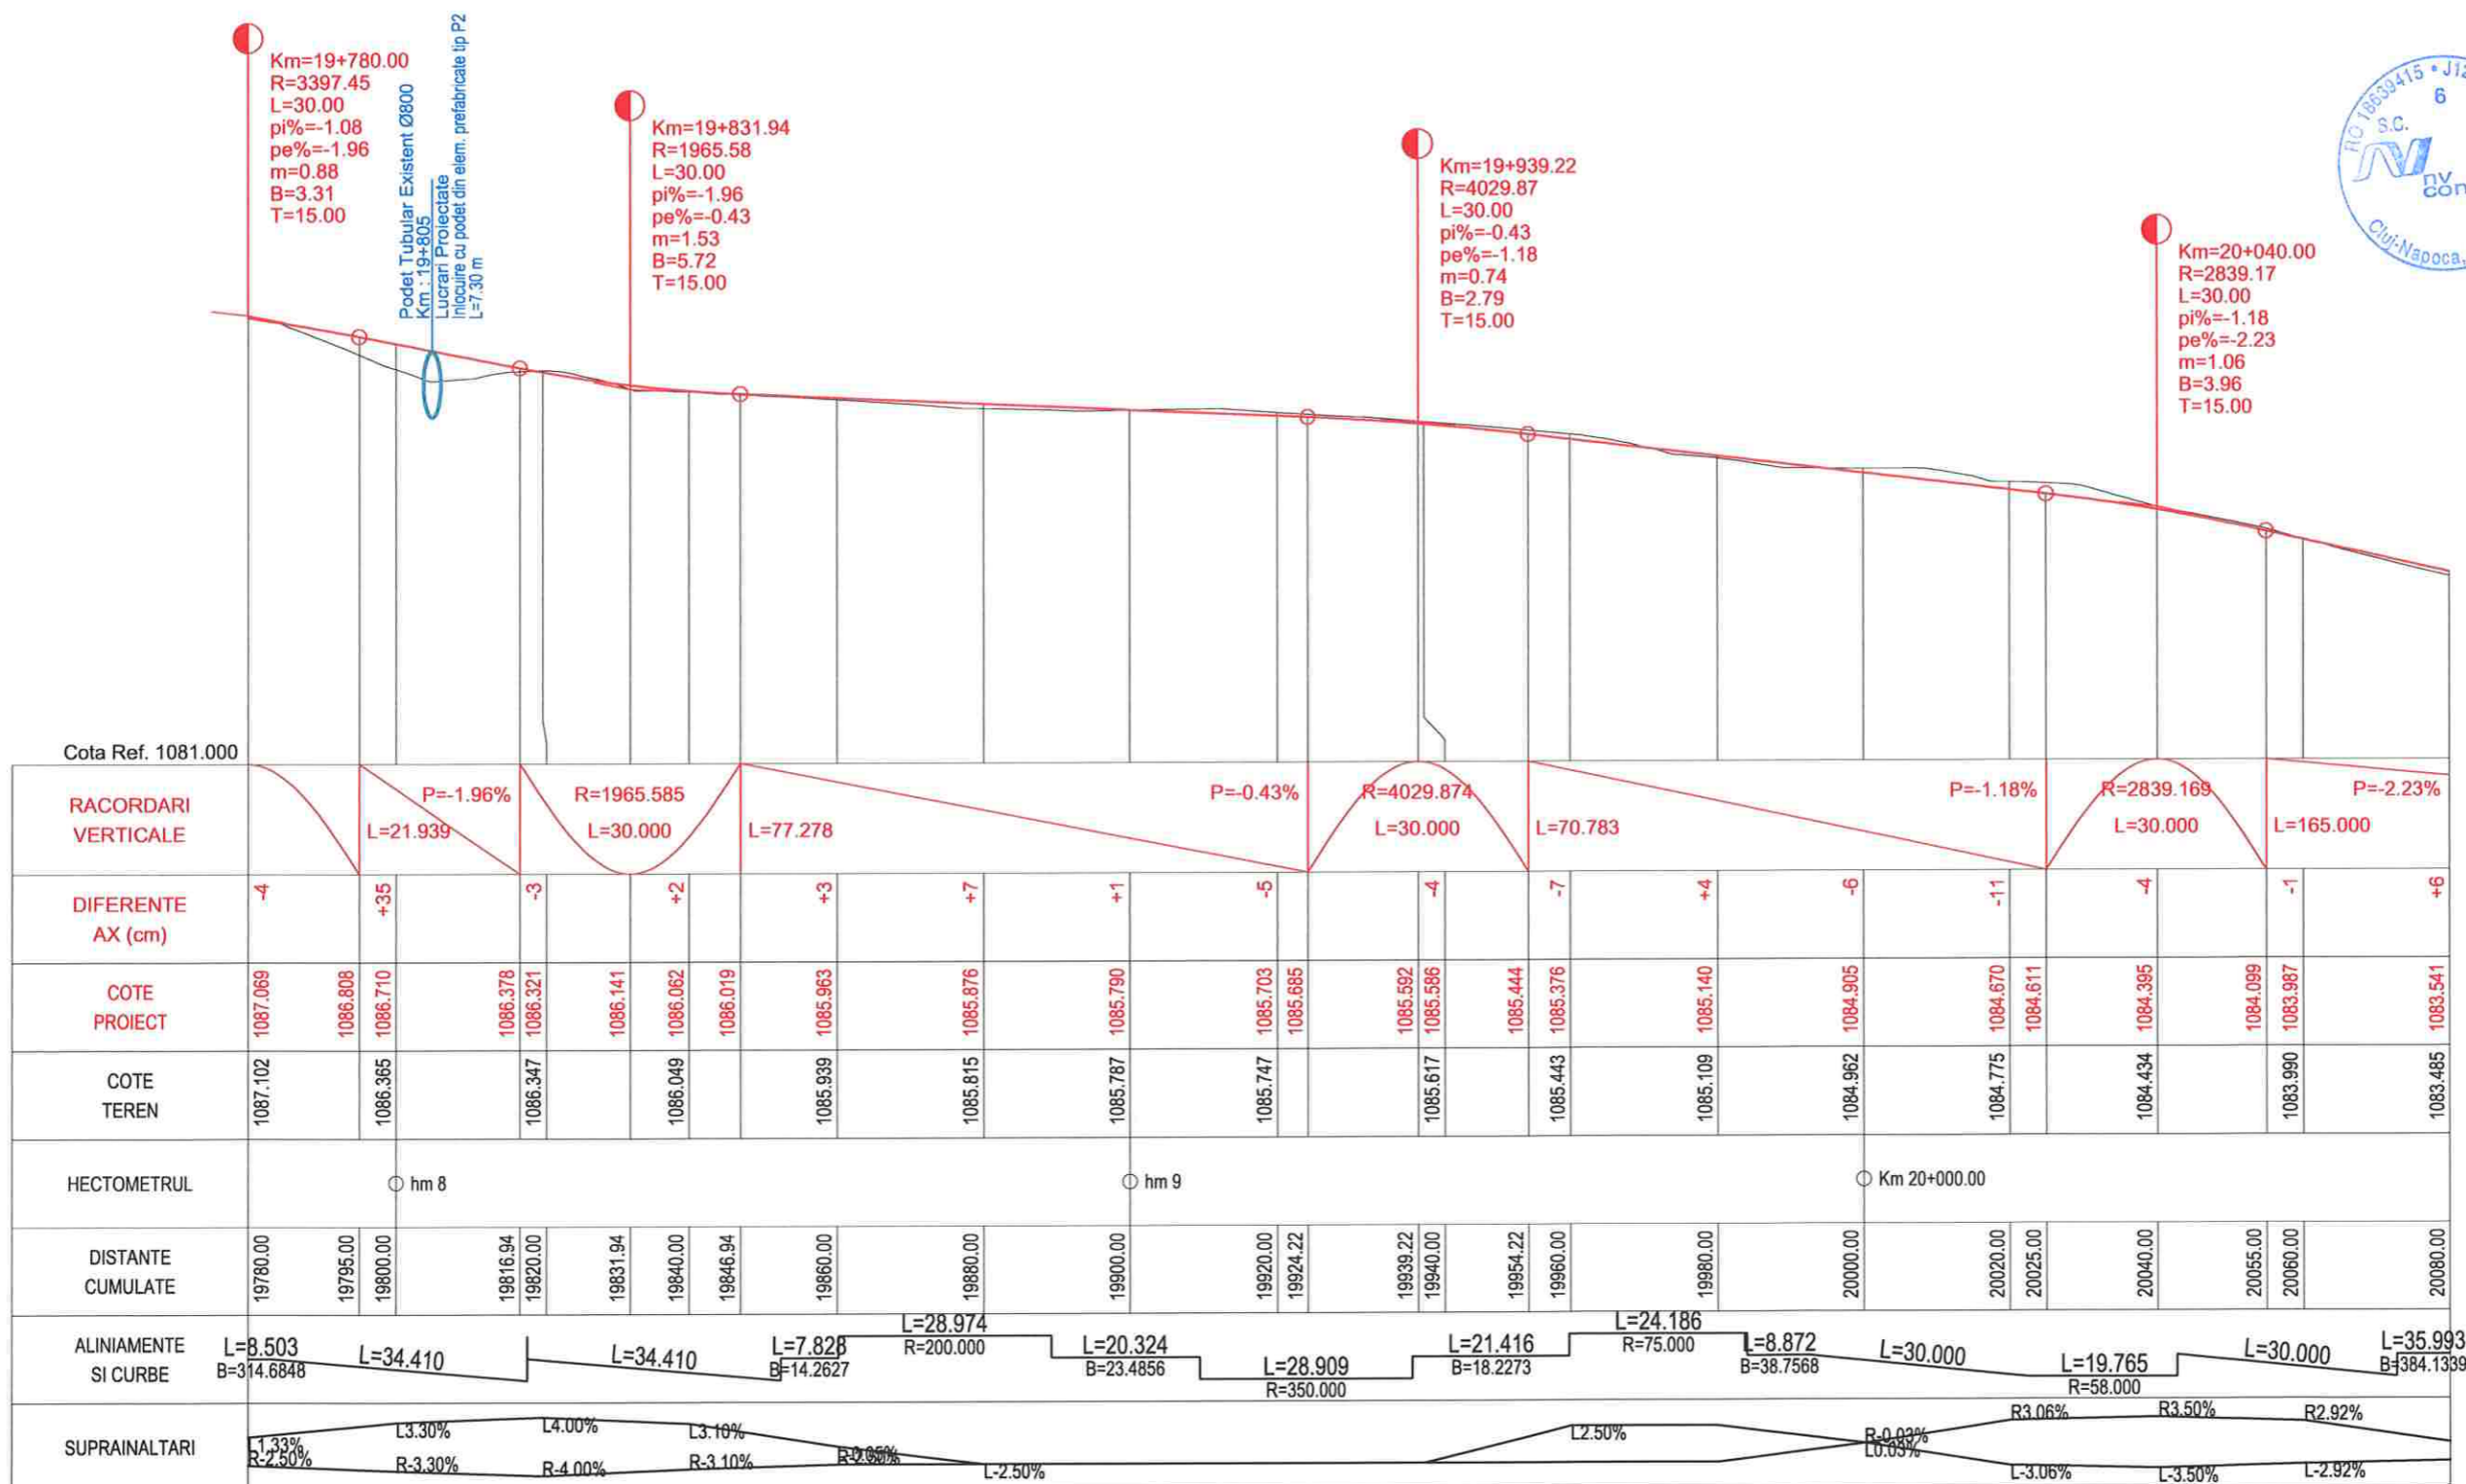 Km=19+780.00
R=3397.45
L=30.00
pi%=-1.08
pe%=-1.96
m=0.88
B=3.31
T=15.00
Podet Tubular Existent Ø800
Km : 19+805
Lucrari Proiectate
Inlocuire cu podet din elem. prefabricate tip P2
L=7.30 m
Km=19+831.94
R=1965.58
L=30.00
pi%=-1.96
pe%=-0.43
m=1.53
B=5.72
T=15.00
Km=19+939.22
R=4029.87
L=30.00
pi%=-0.43
pe%=-1.18
m=0.74
B=2.79
T=15.00
Km=20+040.00
R=2839.17
L=30.00
pi%=-1.18
pe%=-2.23
m=1.06
B=3.96
T=15.00
RO 18639415 • J12
6
S.C.
nv
con
Cluj-Napoca,
Cota Ref. 1081.000
RACORDARI
VERTICALE
P=-1.96% R=1965.585 P=-0.43% R=4029.874 P=-1.18% R=2839.169 P=-2.23%
L=21.939 L=30.000 L=77.278 L=30.000 L=70.783 L=30.000 L=165.000
DIFERENTE
AX (cm)
-4 +35 -3 +2 +3 +7 +1 -5 -4 -7 +4 -6 -11 -4 -1 +6
COTE
PROIECT
1087.069 1086.808 1086.710 1086.378 1086.321 1086.141 1086.062 1086.019 1085.963 1085.876 1085.790 1085.703 1085.685 1085.592 1085.586 1085.444 1085.376 1085.140 1084.905 1084.670 1084.611 1084.395 1084.099 1083.987 1083.541
COTE
TEREN
1087.102 1086.365 1086.347 1086.049 1085.939 1085.815 1085.787 1085.747 1085.617 1085.443 1085.109 1084.962 1084.775 1084.434 1083.990 1083.485
HECTOMETRUL
hm 8 hm 9 Km 20+000.00
DISTANTE
CUMULATE
19780.00 19795.00 19800.00 19816.94 19820.00 19831.94 19840.00 19846.94 19860.00 19880.00 19900.00 19920.00 19924.22 19939.22 19940.00 19954.22 19960.00 19980.00 20000.00 20020.00 20025.00 20040.00 20055.00 20060.00 20080.00
ALINIAMENTE
SI CURBE
L=8.503 L=34.410 L=34.410 L=7.828 L=28.974 L=20.324 L=28.909 L=21.416 L=24.186 L=8.872 L=30.000 L=19.765 L=30.000 L=35.993
B=314.6848 B=14.2627 R=200.000 B=23.4856 R=350.000 B=18.2273 R=75.000 B=38.7568 R=58.000 B=384.1339
SUPRAINALTARI
L1.33% L3.30% L4.00% L3.10% L2.50% R-0.03% R3.06% R3.50% R2.92%
R-2.50% R-3.30% R-4.00% R-3.10% L-2.50% L0.03% L-3.06% L-3.50% L-2.92%